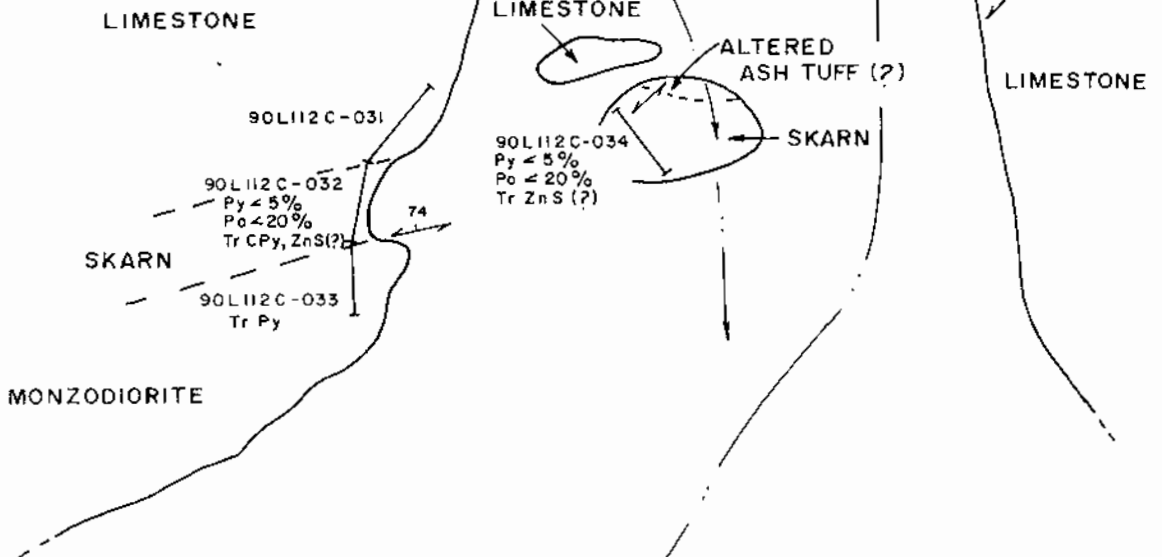 LIMESTONE
LIMESTONE
ALTERED
ASH TUFF (?)
LIMESTONE
90L112C-031
90L112C-034
Py ≤ 5%
Po ≤ 20%
Tr ZnS (?)
SKARN
90L112C-032
Py ≤ 5%
Po ≤ 20%
Tr CPy, ZnS(?)
74
SKARN
90L112C-033
Tr Py
MONZODIORITE